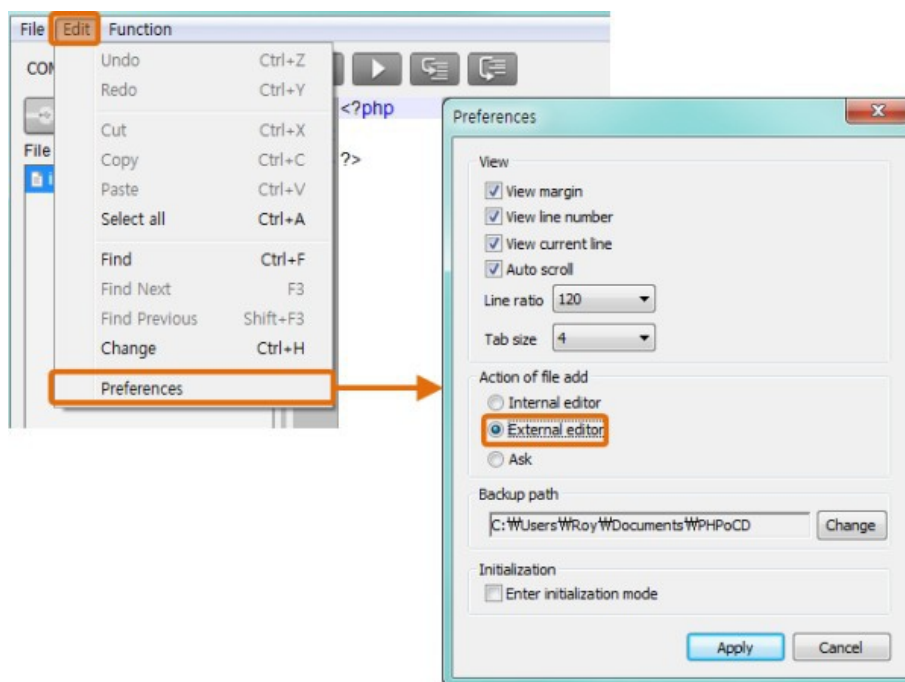 File Edit Function
COM
Undo Ctrl+Z
Redo Ctrl+Y
Cut Ctrl+X
Copy Ctrl+C
Paste Ctrl+V
Select all Ctrl+A
Find Ctrl+F
Find Next F3
Find Previous Shift+F3
Change Ctrl+H
Preferences
File
<?php
?>
Preferences
View
View margin
View line number
View current line
Auto scroll
Line ratio 120
Tab size 4
Action of file add
Internal editor
External editor
Ask
Backup path
C:₩Users₩Roy₩Documents₩PHPoCD Change
Initialization
Enter initialization mode
Apply Cancel